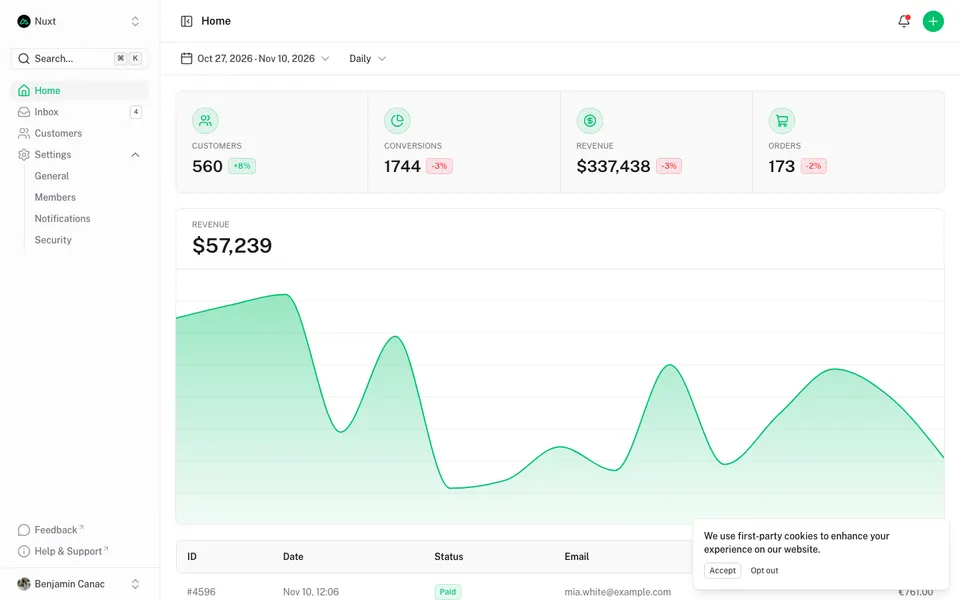 Nuxt
Search...
⌘ K
Home
Inbox
4
Customers
Settings
General
Members
Notifications
Security
Feedback
Help & Support
Benjamin Canac
Home
Oct 27, 2026 - Nov 10, 2026
Daily
CUSTOMERS
560 +8%
CONVERSIONS
1744 -3%
REVENUE
$337,438 -3%
ORDERS
173 -2%
REVENUE
$57,239
ID Date Status Email
#4596 Nov 10, 12:06 Paid mia.white@example.com €761.00
We use first-party cookies to enhance your
experience on our website.
Accept Opt out